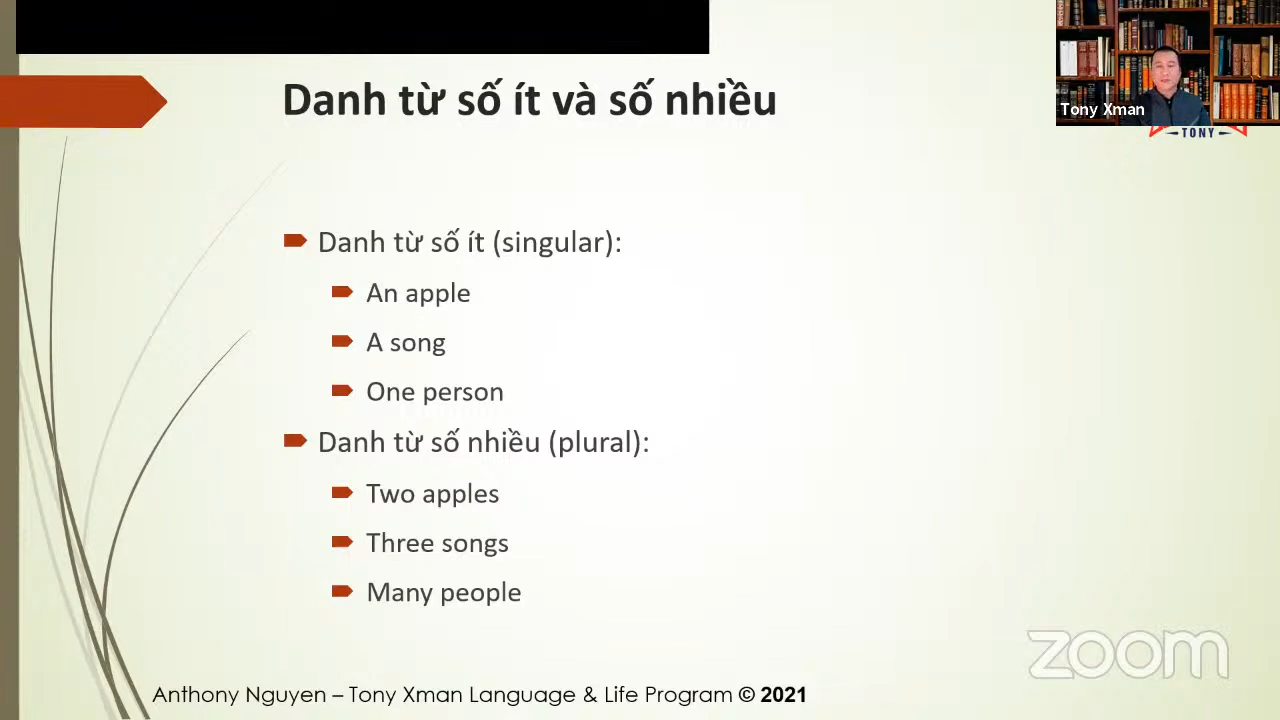 Danh từ số ít và số nhiều
Tony Xman
TONY
Danh từ số ít (singular):
An apple
A song
One person
Danh từ số nhiều (plural):
Two apples
Three songs
Many people
zoom
Anthony Nguyen – Tony Xman Language & Life Program © 2021